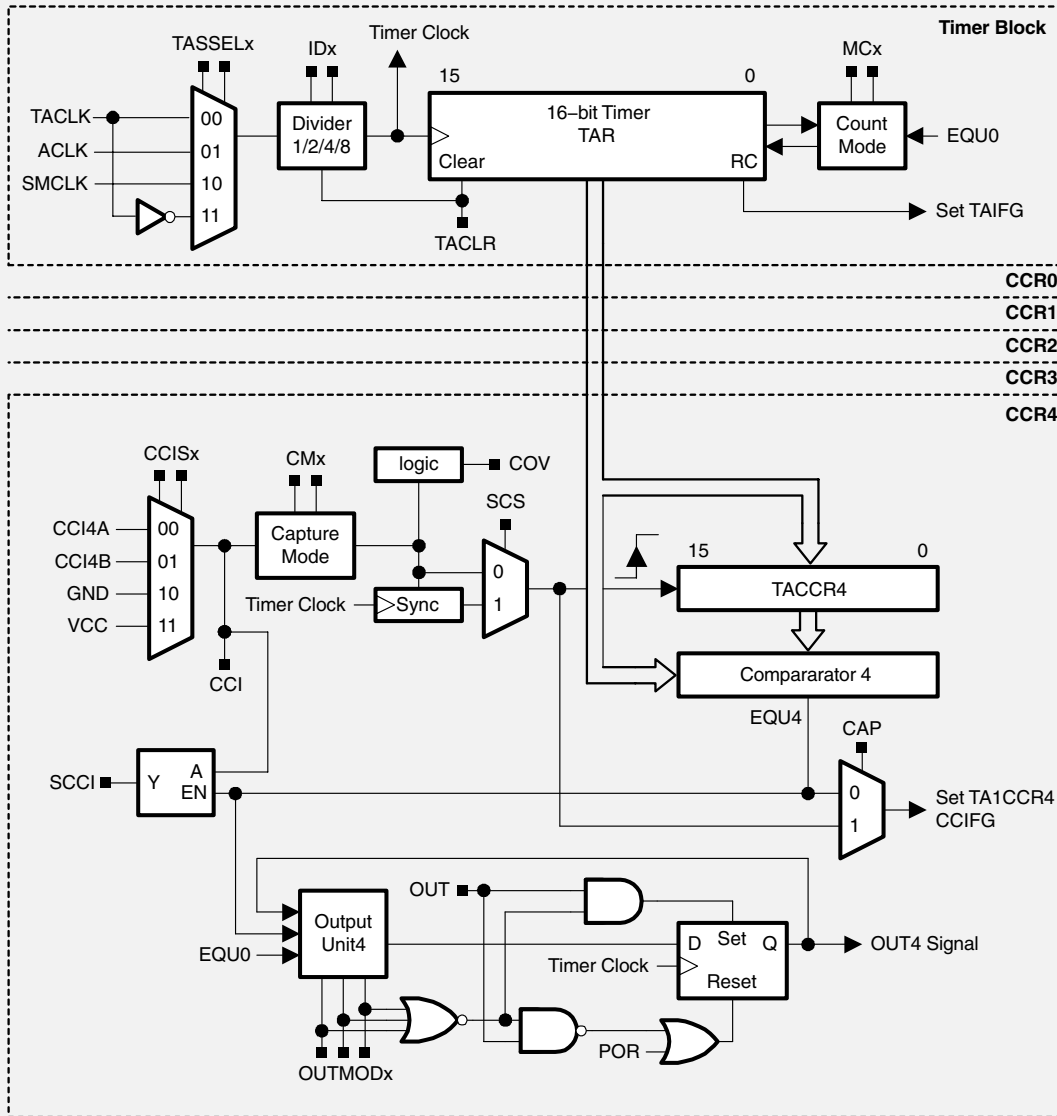 Timer Block
Timer Clock
TASSELx
IDx
15
0
MCx
TACLK
00
Divider
1/2/4/8
16−bit Timer
TAR
Count
Mode
EQU0
ACLK
01
Clear
RC
SMCLK
10
11
Set TAIFG
TACLR
CCR0
CCR1
CCR2
CCR3
CCR4
CCISx
CMx
logic
COV
SCS
CCI4A
00
Capture
Mode
15
0
CCI4B
01
0
TACCR4
GND
10
Timer Clock
Sync
1
VCC
11
CCI
Compararator 4
EQU4
CAP
SCCI
Y
A
EN
0
Set TA1CCR4
CCIFG
1
OUT
Output
Unit4
D
Set
Q
OUT4 Signal
EQU0
Timer Clock
Reset
POR
OUTMODx